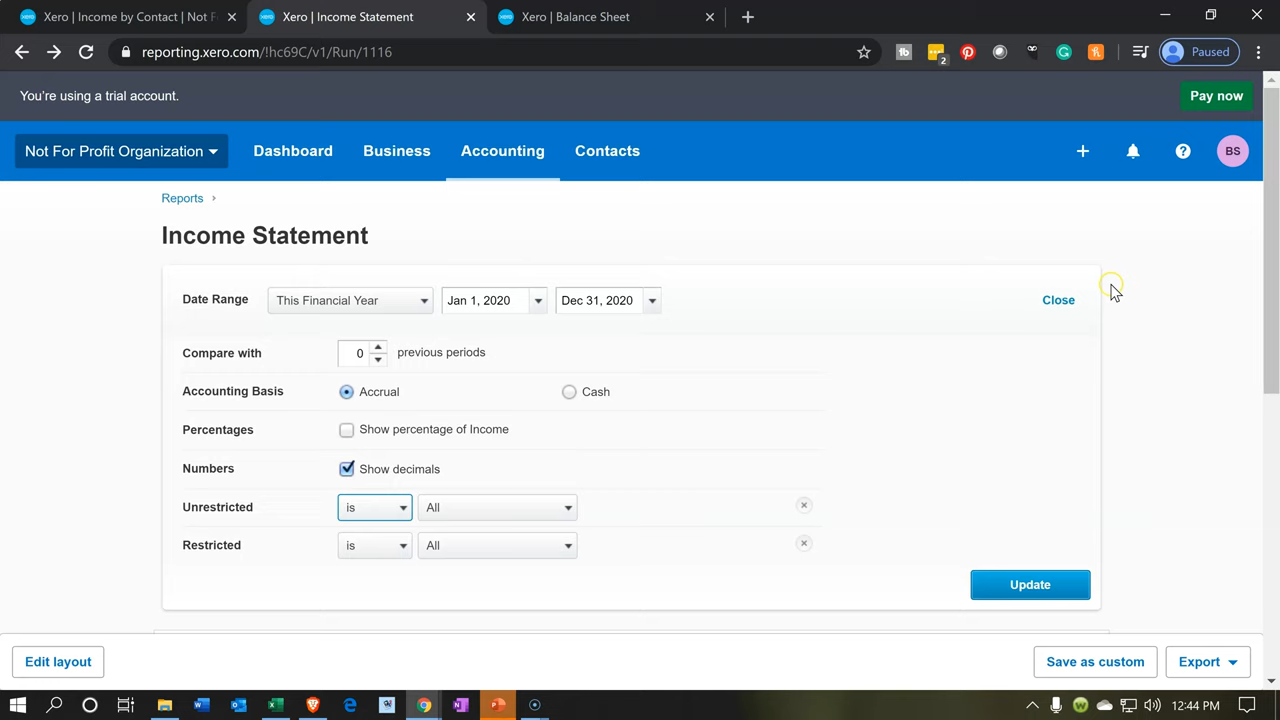 Xero | Income by Contact | Not F
Xero | Income Statement
Xero | Balance Sheet
reporting.xero.com/!hc69C/v1/Run/1116
2
Paused
You're using a trial account.
Pay now
Not For Profit Organization
Dashboard
Business
Accounting
Contacts
BS
Reports
Income Statement
Date Range
This Financial Year
Jan 1, 2020
Dec 31, 2020
Close
Compare with
0
previous periods
Accounting Basis
Accrual
Cash
Percentages
Show percentage of Income
Numbers
Show decimals
Unrestricted
is
All
Restricted
is
All
Update
Edit layout
Save as custom
Export
12:44 PM